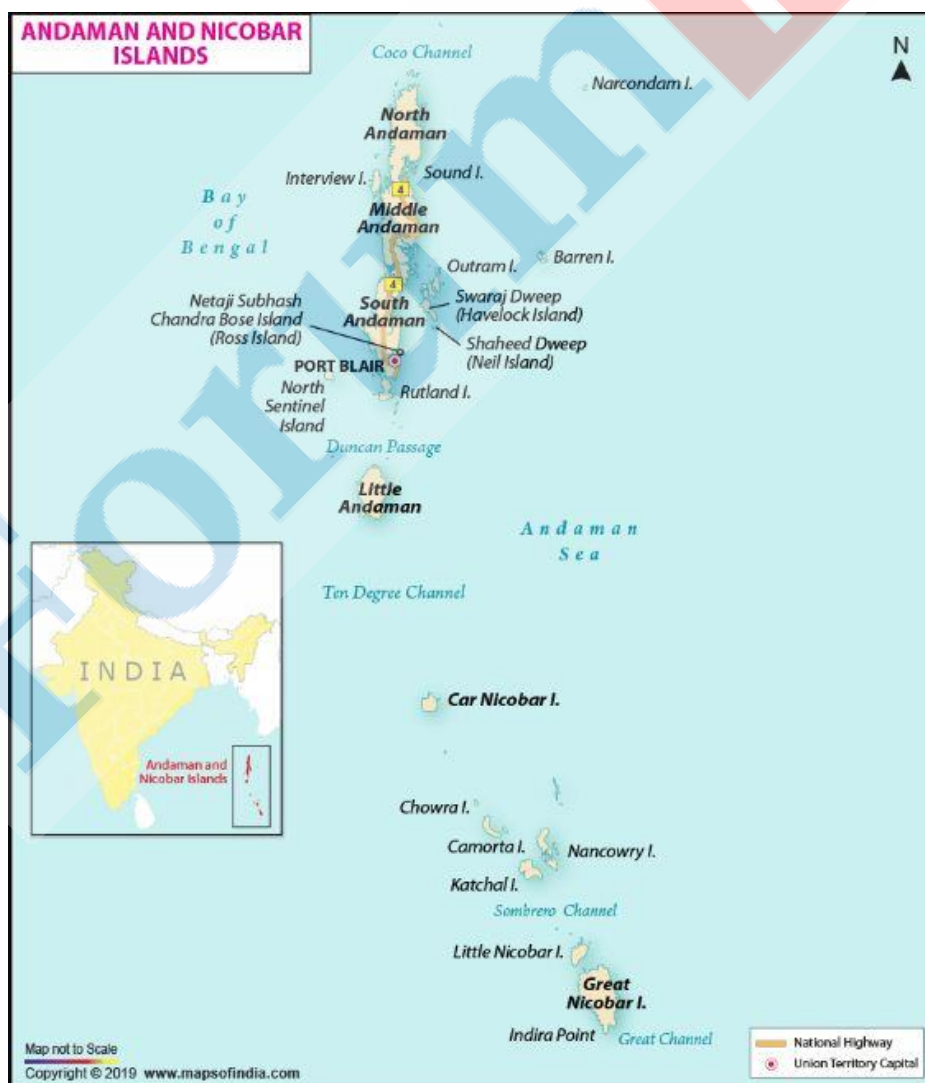 ANDAMAN AND NICOBAR
ISLANDS
Coco Channel
N
Narcondam I.
North
Andaman
Interview I.
Sound I.
4
Bay
of
Bengal
Middle
Andaman
Barren I.
Outram I.
4
Netaji Subhash
Chandra Bose Island
(Ross Island)
South
Andaman
Swaraj Dweep
(Havelock Island)
Shaheed Dweep
(Neil Island)
PORT BLAIR
North
Sentinel
Island
Rutland I.
Duncan Passage
Little
Andaman
Andaman
Sea
Ten Degree Channel
INDIA
Andaman and
Nicobar Islands
Car Nicobar I.
Chowra I.
Camorta I.
Nancowry I.
Katchal I.
Sombrero Channel
Little Nicobar I.
Great
Nicobar I.
Indira Point
Great Channel
Map not to Scale
Copyright © 2019 www.mapsofindia.com
National Highway
Union Territory Capital
Forum